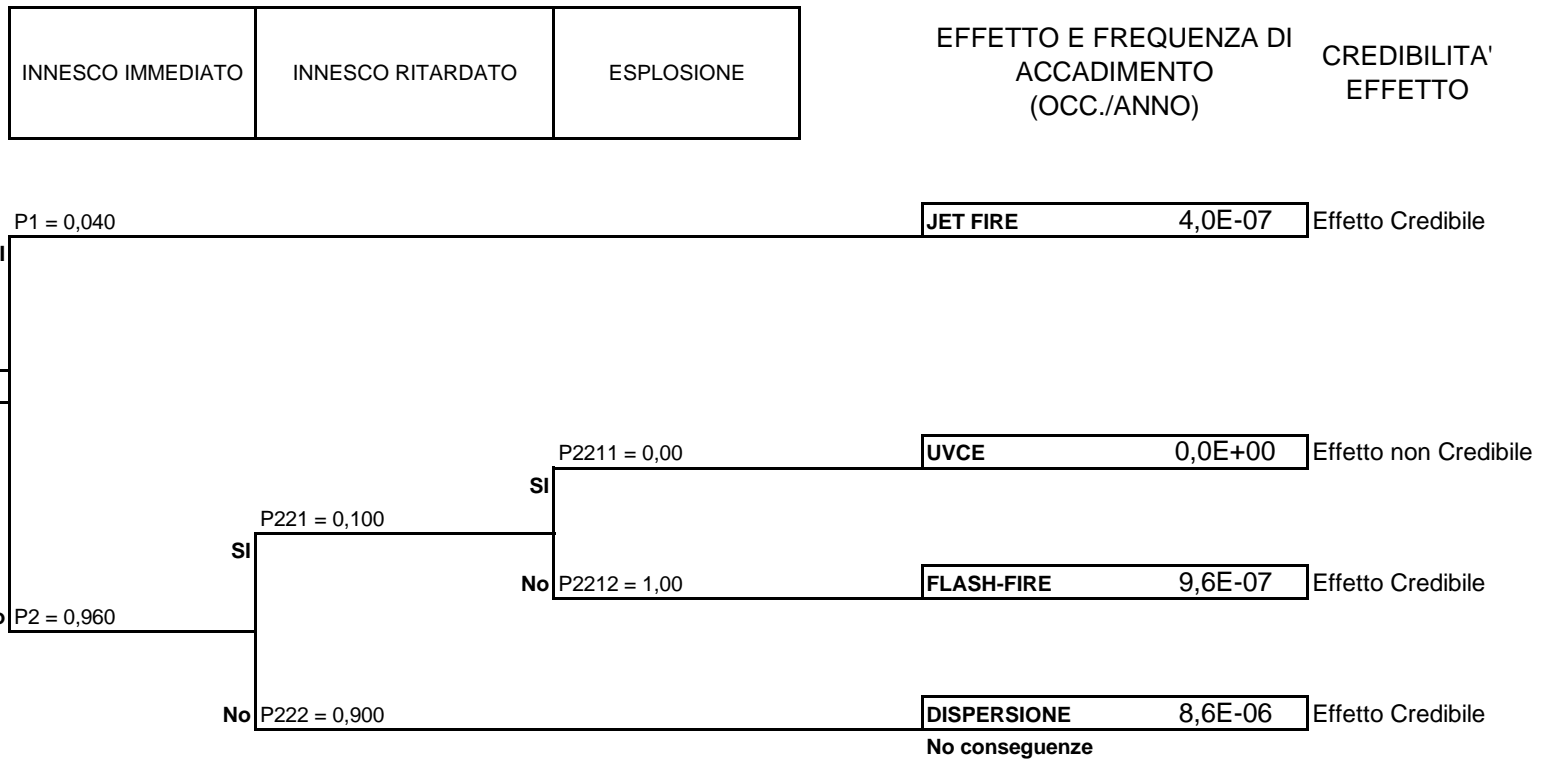 INNESCO IMMEDIATO
INNESCO RITARDATO
ESPLOSIONE
EFFETTO E FREQUENZA DI
ACCADIMENTO
(OCC./ANNO)
CREDIBILITA'
EFFETTO
P1 = 0,040
JET FIRE 4,0E-07 Effetto Credibile
P2211 = 0,00
UVCE 0,0E+00 Effetto non Credibile
SI
P221 = 0,100
SI
No P2212 = 1,00
FLASH-FIRE 9,6E-07 Effetto Credibile
P2 = 0,960
No P222 = 0,900
DISPERSIONE 8,6E-06 Effetto Credibile
No conseguenze